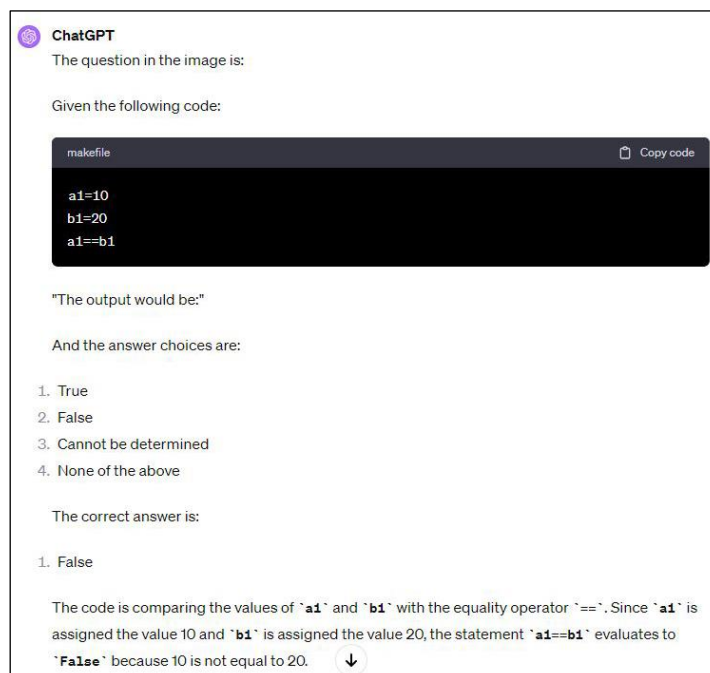 ChatGPT
The question in the image is:
Given the following code:
makefile Copy code
a1=10
b1=20
a1==b1
"The output would be:"
And the answer choices are:
1. True
2. False
3. Cannot be determined
4. None of the above
The correct answer is:
1. False
The code is comparing the values of `a1` and `b1` with the equality operator `==`. Since `a1` is
assigned the value 10 and `b1` is assigned the value 20, the statement `a1==b1` evaluates to
`False` because 10 is not equal to 20.